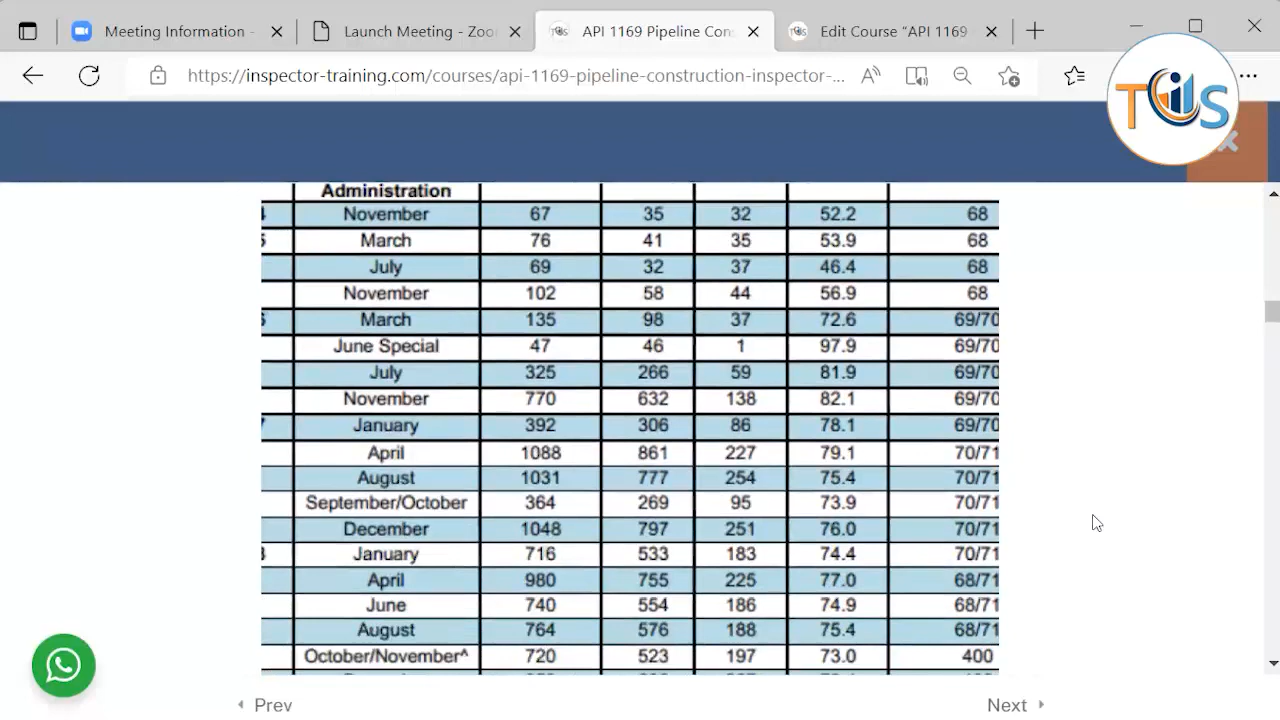 Meeting Information -
Launch Meeting - Zoo
API 1169 Pipeline Con
Edit Course “API 1169
https://inspector-training.com/courses/api-1169-pipeline-construction-inspector-...
TCIS
Administration
4 November 67 35 32 52.2 68
5 March 76 41 35 53.9 68
July 69 32 37 46.4 68
November 102 58 44 56.9 68
6 March 135 98 37 72.6 69/70
June Special 47 46 1 97.9 69/70
July 325 266 59 81.9 69/70
November 770 632 138 82.1 69/70
7 January 392 306 86 78.1 69/70
April 1088 861 227 79.1 70/71
August 1031 777 254 75.4 70/71
September/October 364 269 95 73.9 70/71
December 1048 797 251 76.0 70/71
8 January 716 533 183 74.4 70/71
April 980 755 225 77.0 68/71
June 740 554 186 74.9 68/71
August 764 576 188 75.4 68/71
October/November^ 720 523 197 73.0 400
Prev
Next